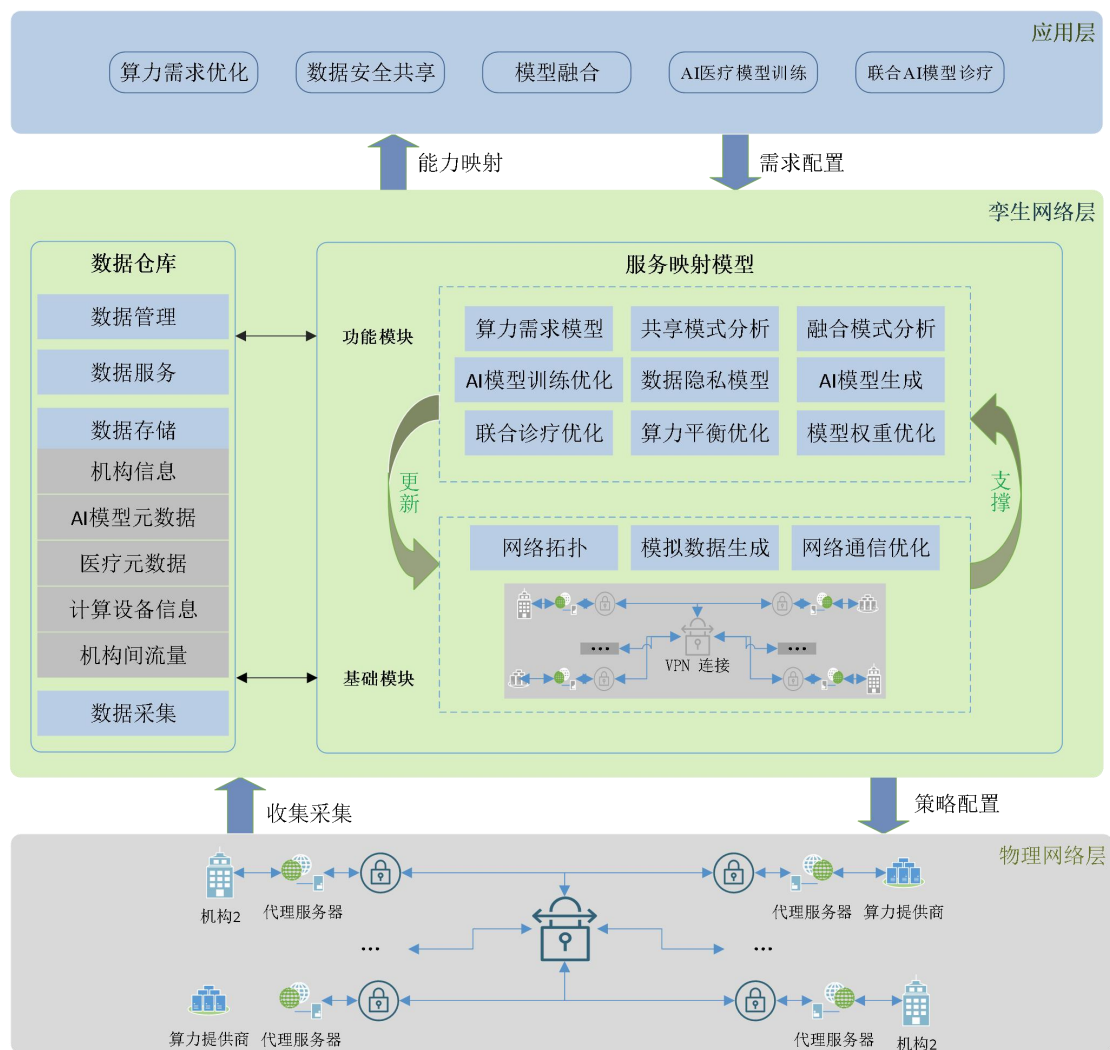 应用层
算力需求优化
数据安全共享
模型融合
AI医疗模型训练
联合AI模型诊疗
能力映射
需求配置
孪生网络层
数据仓库
数据管理
数据服务
数据存储
机构信息
AI模型元数据
医疗元数据
计算设备信息
机构间流量
数据采集
服务映射模型
功能模块
算力需求模型
共享模式分析
融合模式分析
AI模型训练优化
数据隐私模型
AI模型生成
联合诊疗优化
算力平衡优化
模型权重优化
更新
支撑
基础模块
网络拓扑
模拟数据生成
网络通信优化
...
...
VPN 连接
收集采集
策略配置
物理网络层
机构2
代理服务器
代理服务器
算力提供商
...
...
算力提供商
代理服务器
代理服务器
机构2